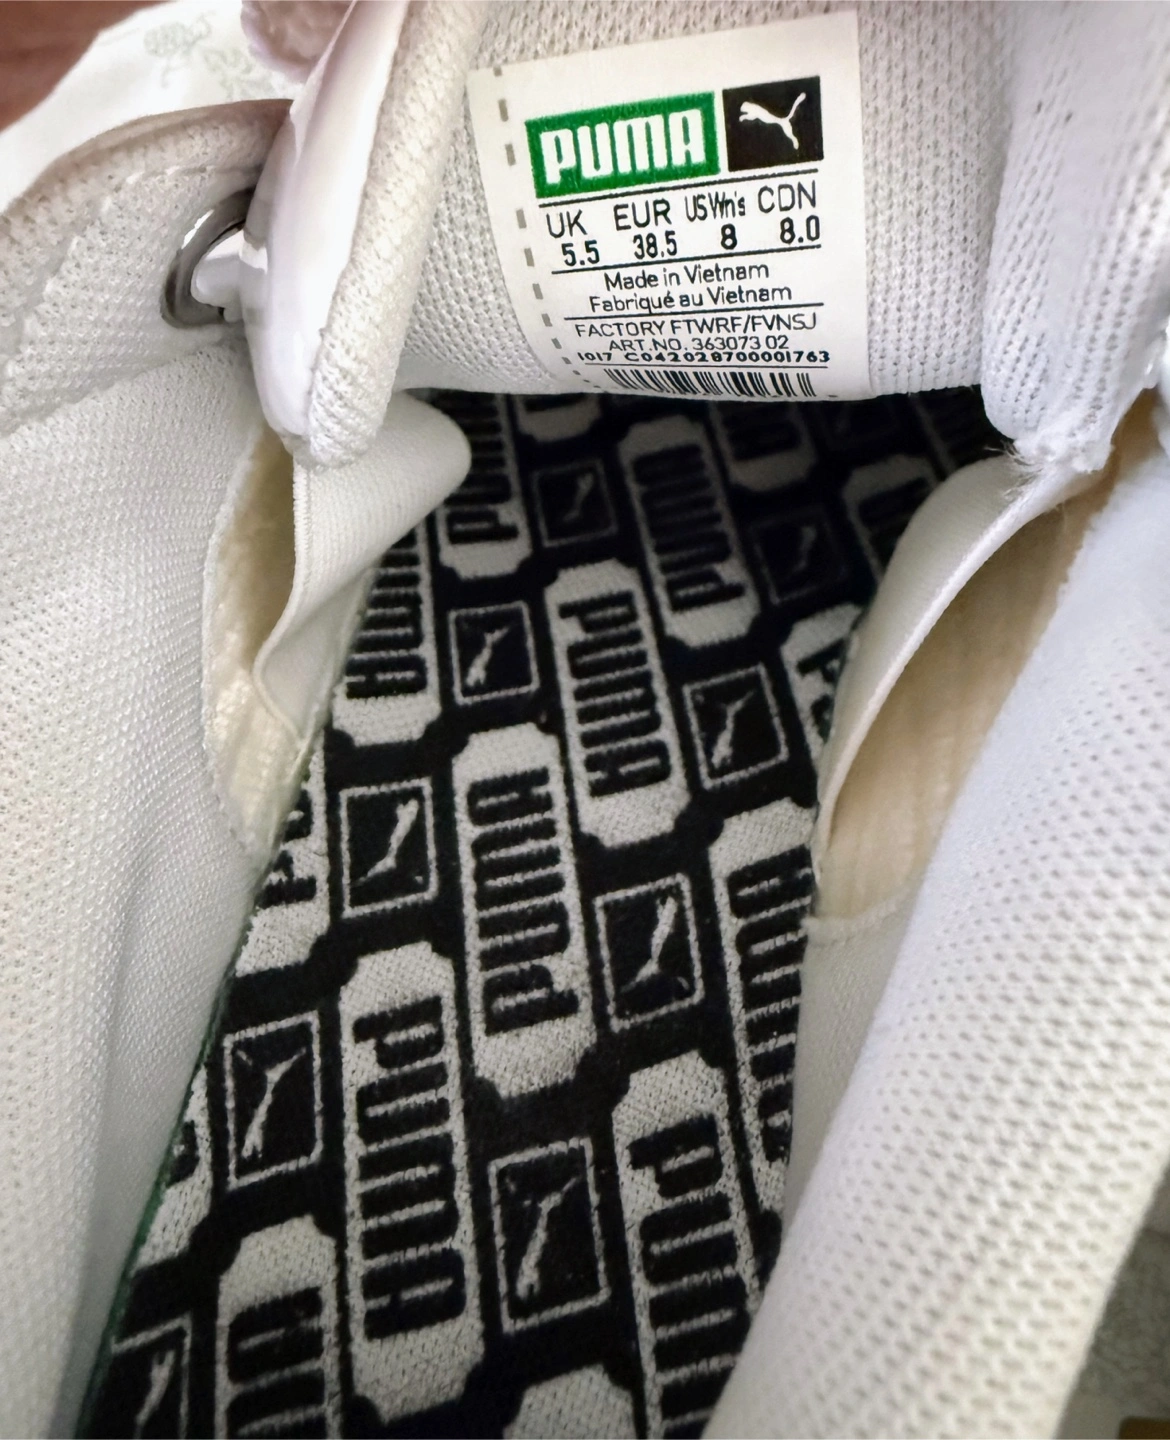 PUMA
UK EUR US Wn's CDN
5.5 38.5 8 8.0
Made in Vietnam
Fabriqué au Vietnam
FACTORY FTWRF/FVNSJ
ART.NO. 363073 02
1017 C042028700001763
PUMA
PUMA
PUMA
PUMA
PUMA
PUMA